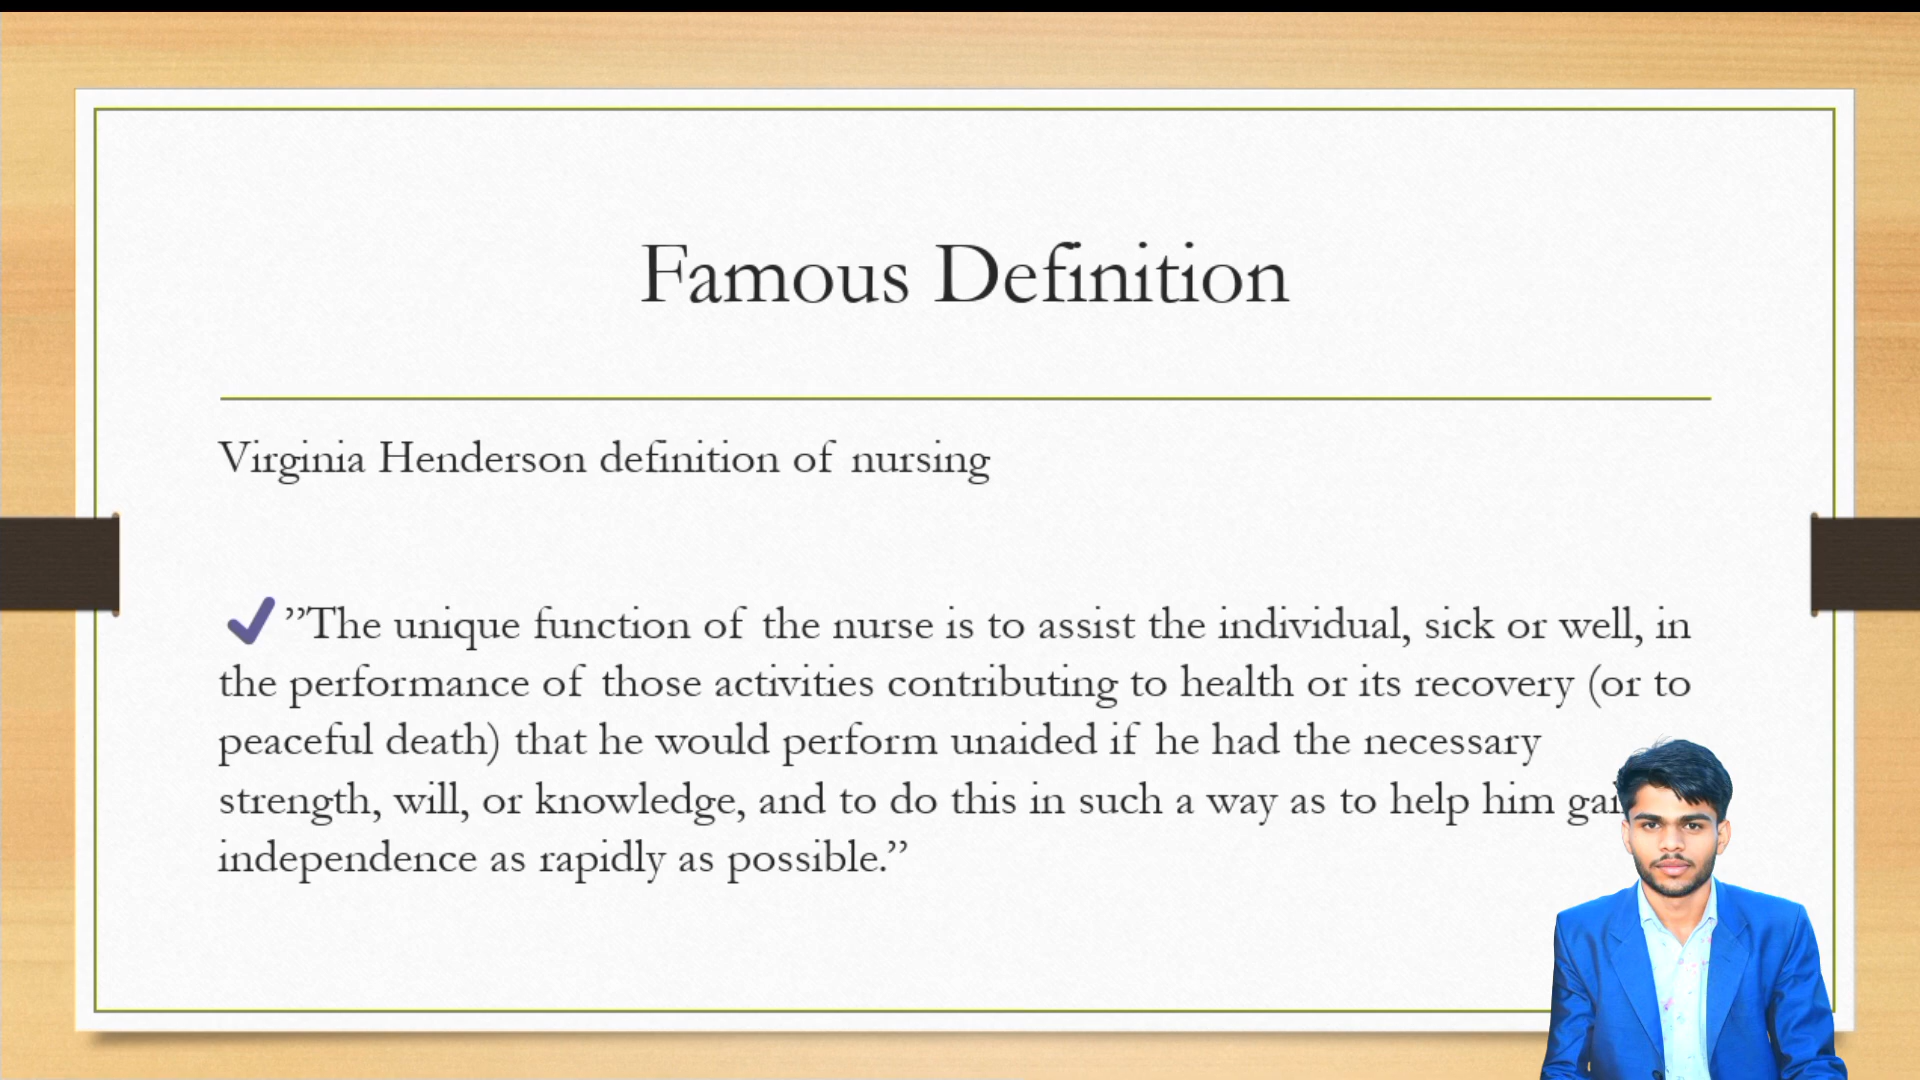 Famous Definition
Virginia Henderson definition of nursing
”The unique function of the nurse is to assist the individual, sick or well, in
the performance of those activities contributing to health or its recovery (or to
peaceful death) that he would perform unaided if he had the necessary
strength, will, or knowledge, and to do this in such a way as to help him
independence as rapidly as possible.”